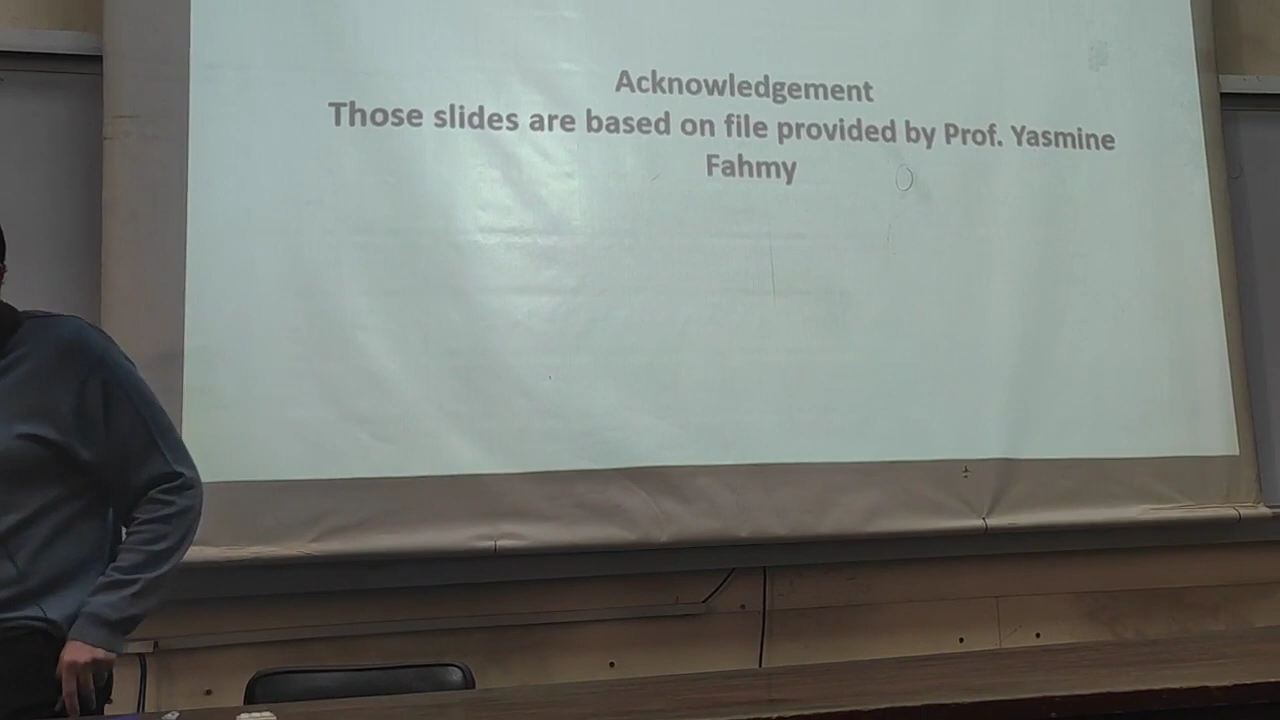 Acknowledgement
Those slides are based on file provided by Prof. Yasmine
Fahmy